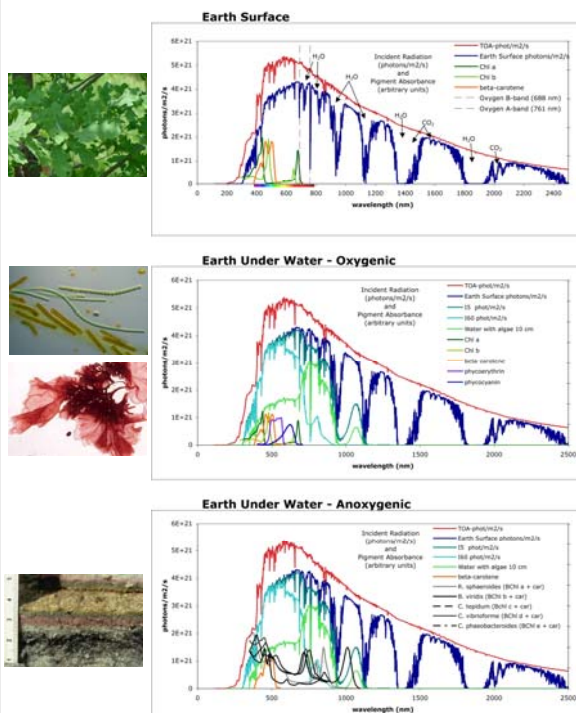 Earth Surface
6E+21
5E+21
4E+21
3E+21
2E+21
1E+21
0
photons/m2/s
Incident Radiation
(photons/m2/s)
and
Pigment Absorbance
(arbitrary units)
TOA-phot/m2/s
Earth Surface photons/m2/s
Chl a
Chl b
beta-carotene
Oxygen B-band (688 nm)
Oxygen A-band (761 nm)
H₂O
H₂O
H₂O
CO₂
H₂O
CO₂
0 200 400 600 800 1000 1200 1400 1600 1800 2000 2200 2400
wavelength (nm)
Earth Under Water - Oxygenic
6E+21
5E+21
4E+21
3E+21
2E+21
1E+21
0
photons/m2/s
Incident Radiation
(photons/m2/s)
and
Pigment Absorbance
(arbitrary units)
TOA-phot/m2/s
Earth Surface photons/m2/s
I5 phot/m2/s
I60 phot/m2/s
Water with algae 10 cm
Chl a
Chl b
beta carotene
phycoerythrin
phycocyanin
0 500 1000 1500 2000 2500
wavelength (nm)
Earth Under Water - Anoxygenic
6E+21
5E+21
4E+21
3E+21
2E+21
1E+21
0
photons/m2/s
Incident Radiation
(photons/m2/s)
and
Pigment Absorbance
(arbitrary units)
TOA-phot/m2/s
Earth Surface photons/m2/s
I5 phot/m2/s
I60 phot/m2/s
Water with algae 10 cm
beta-carotene
R. sphaeroides (BChl a + car)
B. viridis (BChl b + car)
C. tepidum (BChl c + car)
C. vibrioforme (BChl d + car)
C. phaeobacteroides (BChl e + car)
0 500 1000 1500 2000 2500
wavelength (nm)